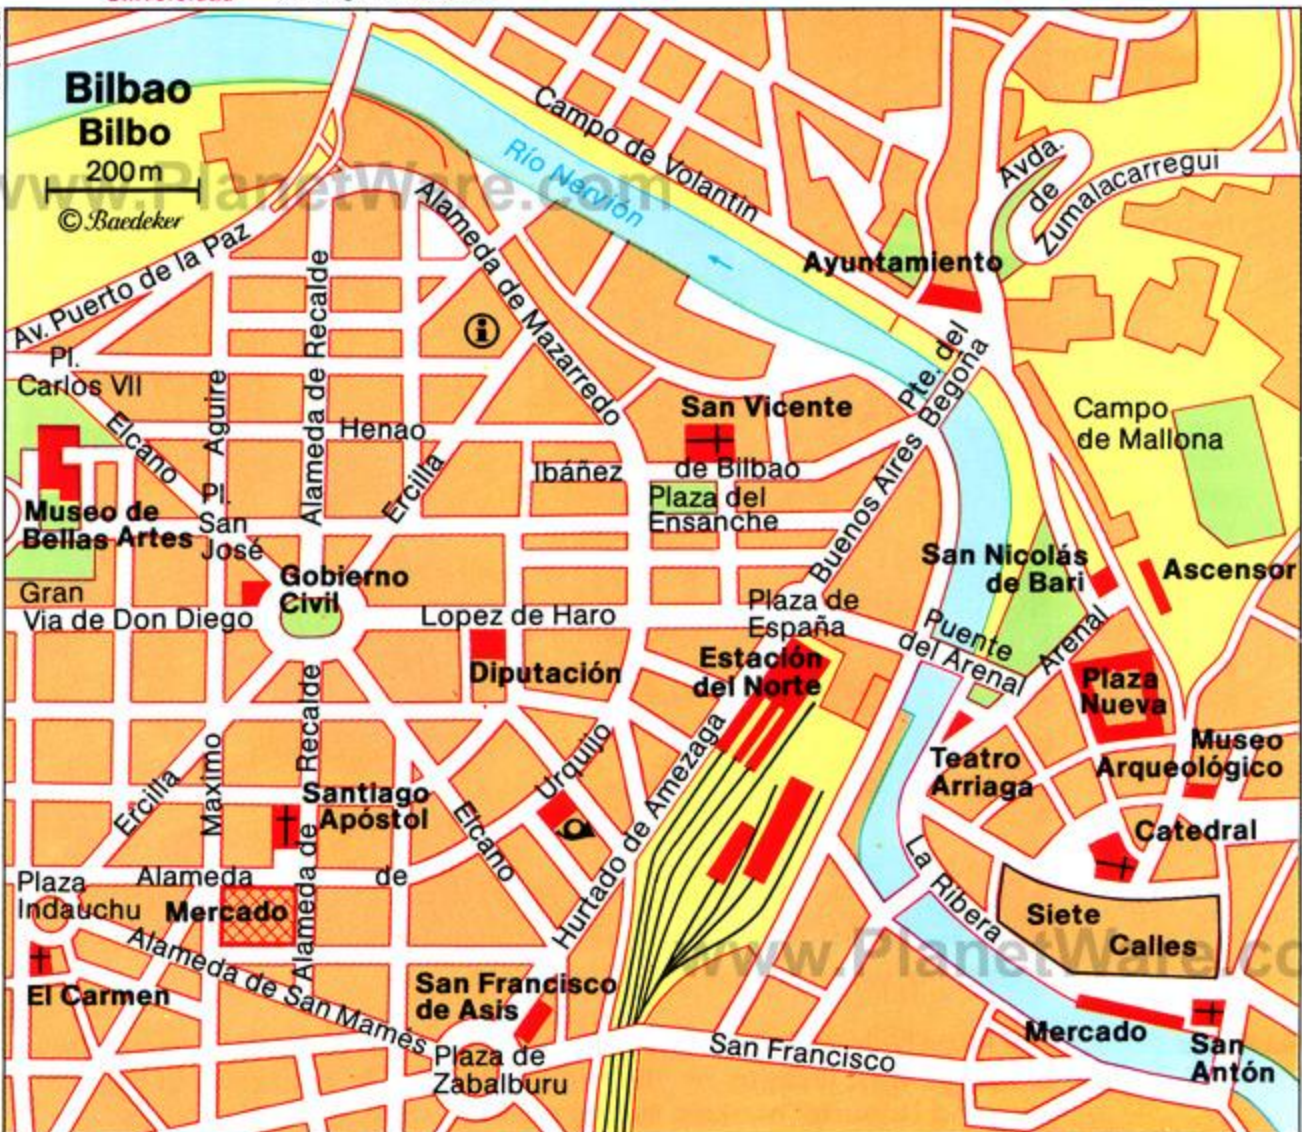 Bilbao
Bilbo
200 m
© Baedeker
www.PlanetWare.com
Campo de Volantín
Río Nervión
Avda.
de
Zumalacarregui
Alameda de Mazarredo
Ayuntamiento
Av. Puerto de la Paz
Alameda de Recalde
i
Pl.
Carlos VII
Pte. del
Begoña
Elcano
Aguire
Henao
Ercilla
San Vicente
Campo
de Mallona
Ibáñez
de Bilbao
Plaza del
Ensanche
Buenos Aires
Museo de
Bellas Artes
Pl.
San
José
San Nicolás
de Bari
Ascensor
Gobierno
Civil
Gran
Via de Don Diego
Lopez de Haro
Plaza de
España
Puente
del Arenal
Arenal
Diputación
Estación
del Norte
Plaza
Nueva
Alameda de Recalde
Máximo
Ercilla
Urquijo
Hurtado de Amezaga
Teatro
Arriaga
Museo
Arqueológico
Santiago
Apóstol
Elcano
Catedral
Plaza
Indauchu
Alameda
de
Mercado
La Ribera
Siete
Calles
www.PlanetWare.co
Alameda de San Mamés
El Carmen
San Francisco
de Asis
Mercado
San
Antón
Plaza de
Zabalburu
San Francisco